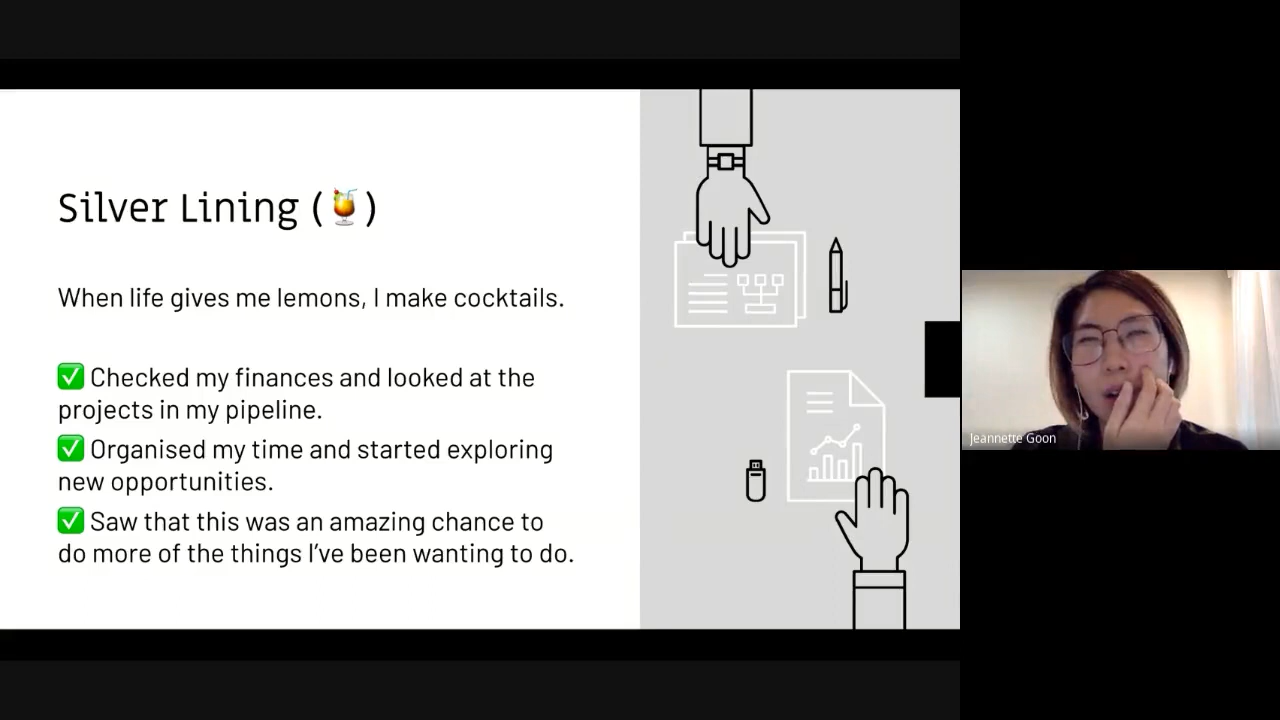 Silver Lining (🍹)
When life gives me lemons, I make cocktails.
✅ Checked my finances and looked at the
projects in my pipeline.
✅ Organised my time and started exploring
new opportunities.
✅ Saw that this was an amazing chance to
do more of the things I’ve been wanting to do.
Jeannette Goon